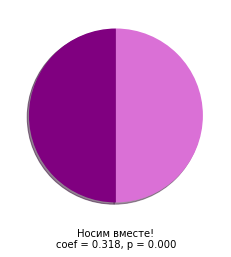 Носим вместе!
coef = 0.318, p = 0.000